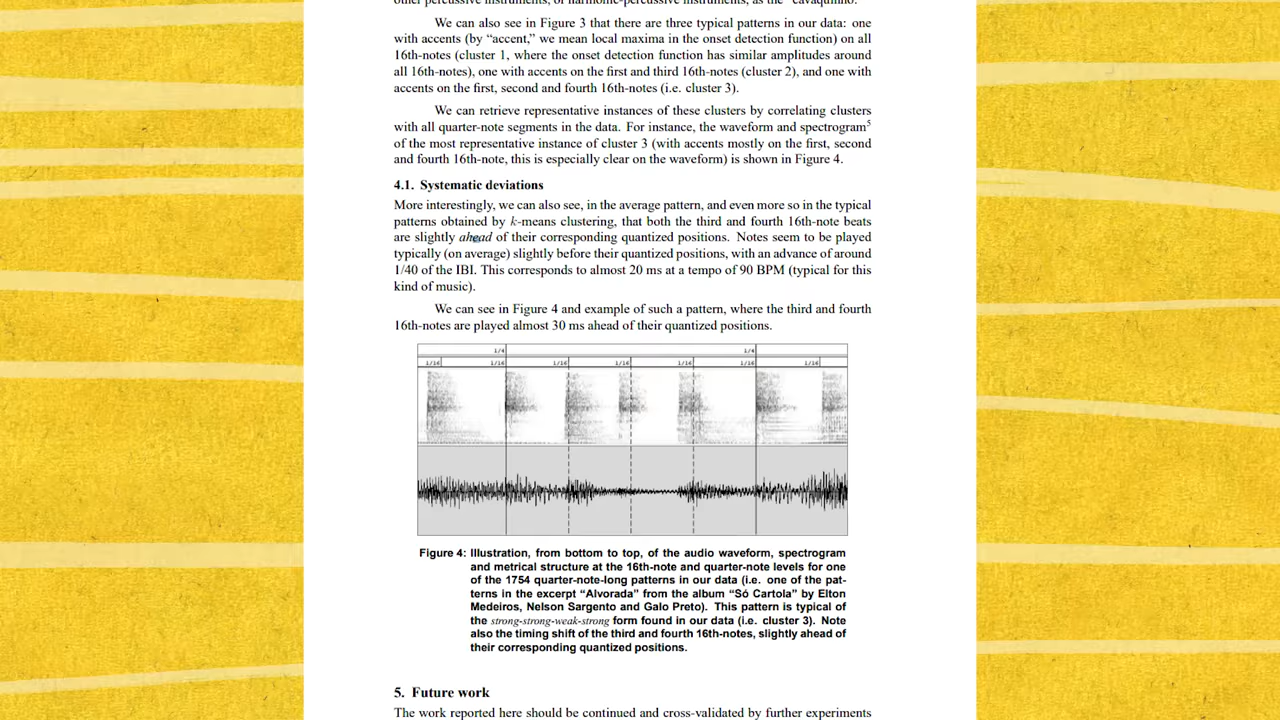 other percussive instruments, or harmonic-percussive instruments, as the "cavaquinho.
We can also see in Figure 3 that there are three typical patterns in our data: one
with accents (by “accent,” we mean local maxima in the onset detection function) on all
16th-notes (cluster 1, where the onset detection function has similar amplitudes around
all 16th-notes), one with accents on the first and third 16th-notes (cluster 2), and one with
accents on the first, second and fourth 16th-notes (i.e. cluster 3).
We can retrieve representative instances of these clusters by correlating clusters
with all quarter-note segments in the data. For instance, the waveform and spectrogram5
of the most representative instance of cluster 3 (with accents mostly on the first, second
and fourth 16th-note, this is especially clear on the waveform) is shown in Figure 4.
4.1. Systematic deviations
More interestingly, we can also see, in the average pattern, and even more so in the typical
patterns obtained by k-means clustering, that both the third and fourth 16th-note beats
are slightly ahead of their corresponding quantized positions. Notes seem to be played
typically (on average) slightly before their quantized positions, with an advance of around
1/40 of the IBI. This corresponds to almost 20 ms at a tempo of 90 BPM (typical for this
kind of music).
We can see in Figure 4 and example of such a pattern, where the third and fourth
16th-notes are played almost 30 ms ahead of their quantized positions.
1/4 1/4
1/16 1/16 1/16 1/16 1/16 1/16 1/16
Figure 4: Illustration, from bottom to top, of the audio waveform, spectrogram
and metrical structure at the 16th-note and quarter-note levels for one
of the 1754 quarter-note-long patterns in our data (i.e. one of the pat-
terns in the excerpt “Alvorada” from the album “Só Cartola” by Elton
Medeiros, Nelson Sargento and Galo Preto). This pattern is typical of
the strong-strong-weak-strong form found in our data (i.e. cluster 3). Note
also the timing shift of the third and fourth 16th-notes, slightly ahead of
their corresponding quantized positions.
5. Future work
The work reported here should be continued and cross-validated by further experiments